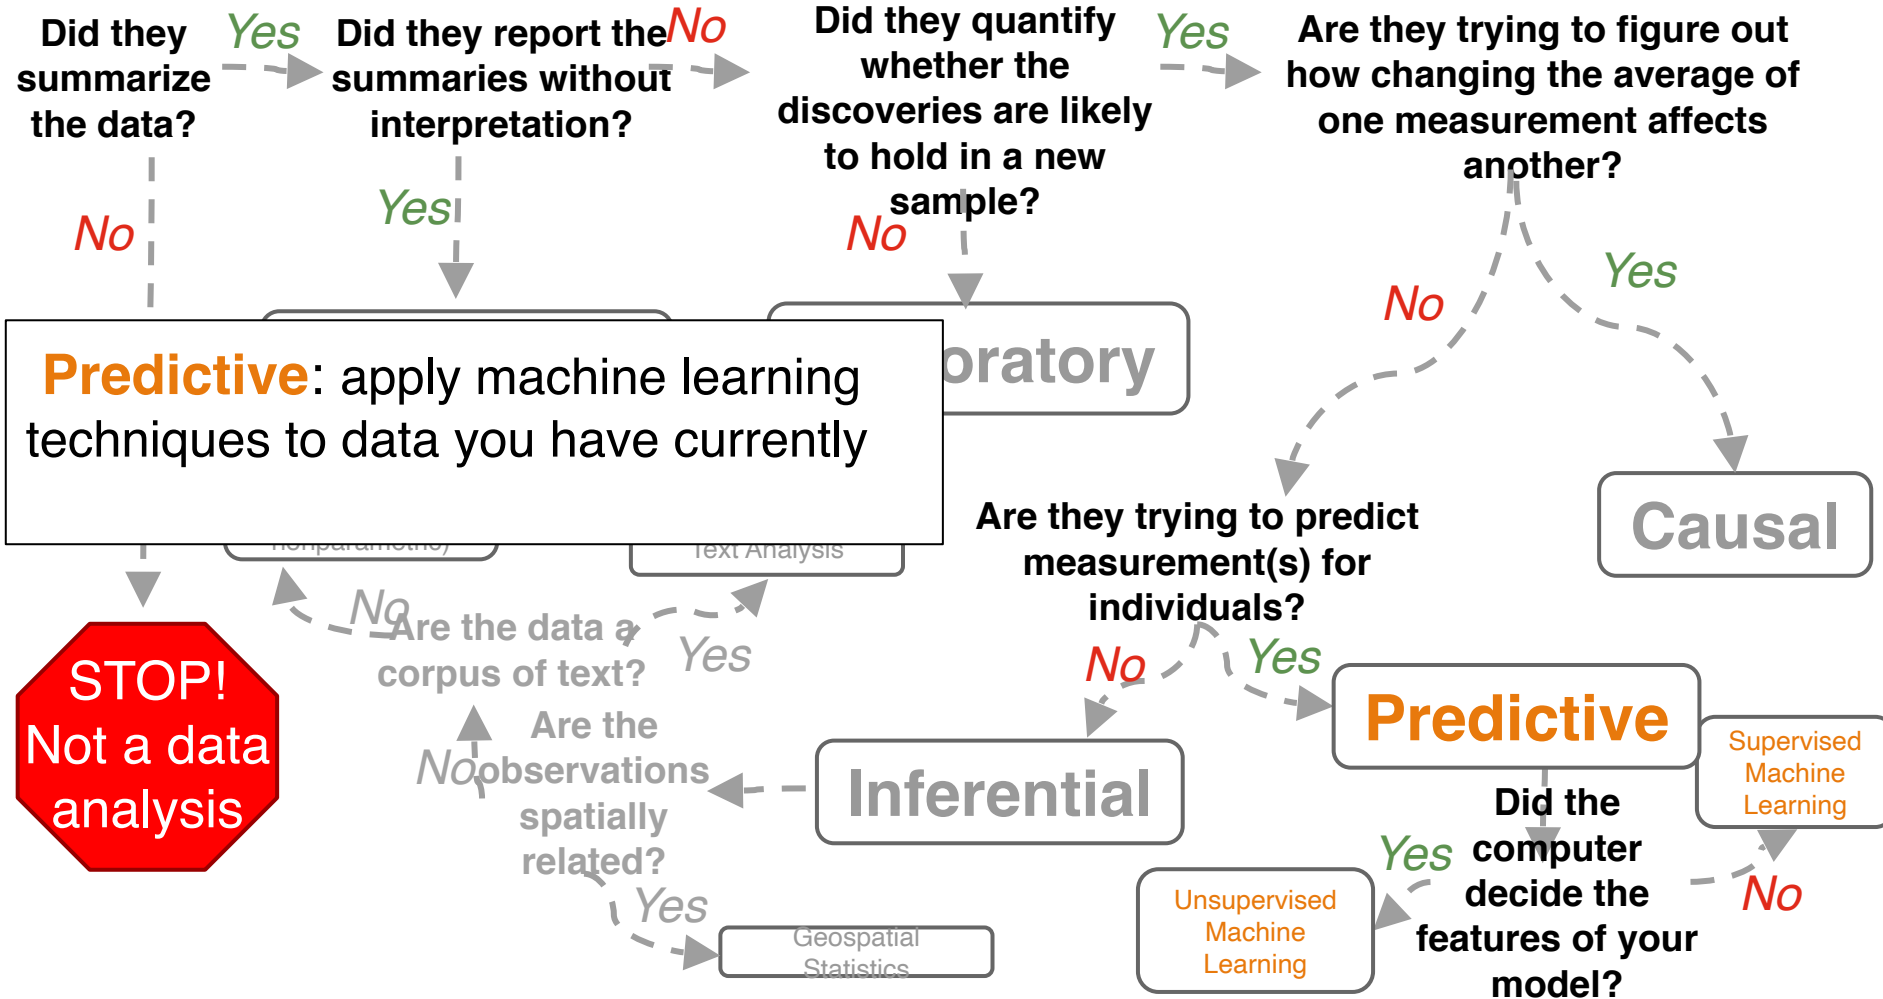 Did they
summarize
the data?
Yes
No
Did they report the
summaries without
interpretation?
No
Yes
Did they quantify
whether the
discoveries are likely
to hold in a new
sample?
Yes
No
Are they trying to figure out
how changing the average of
one measurement affects
another?
No
Yes
oratory
Predictive: apply machine learning
techniques to data you have currently
Causal
Are they trying to predict
measurement(s) for
individuals?
No
Yes
nonparametric)
Text Analysis
No
Are the data a
corpus of text?
Yes
STOP!
Not a data
analysis
Are the
observations
spatially
related?
No
Yes
Inferential
Geospatial
Statistics
Predictive
Supervised
Machine
Learning
Did the
computer
decide the
features of your
model?
Yes
No
Unsupervised
Machine
Learning